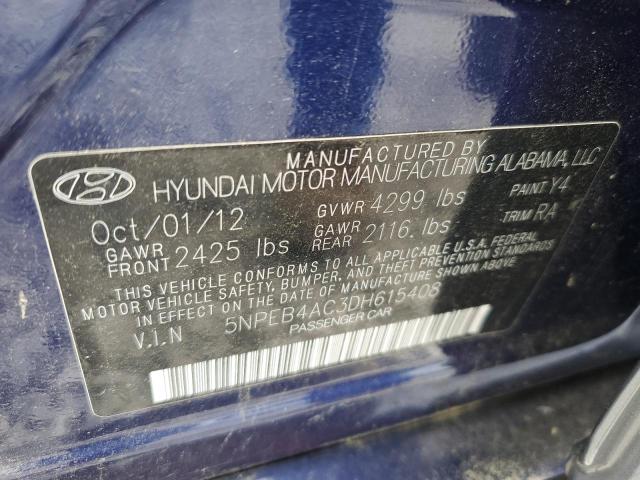 MANUFACTURED BY
HYUNDAI MOTOR MANUFACTURING ALABAMA, LLC
Oct/01/12 GVWR 4299 lbs PAINT Y4
GAWR FRONT 2425 lbs GAWR REAR 2116. lbs TRIM RA
THIS VEHICLE CONFORMS TO ALL APPLICABLE U.S.A. FEDERAL
MOTOR VEHICLE SAFETY, BUMPER, AND THEFT PREVENTION STANDARDS
IN EFFECT ON THE DATE OF MANUFACTURE SHOWN ABOVE.
V.I.N 5NPEB4AC3DH615408
PASSENGER CAR